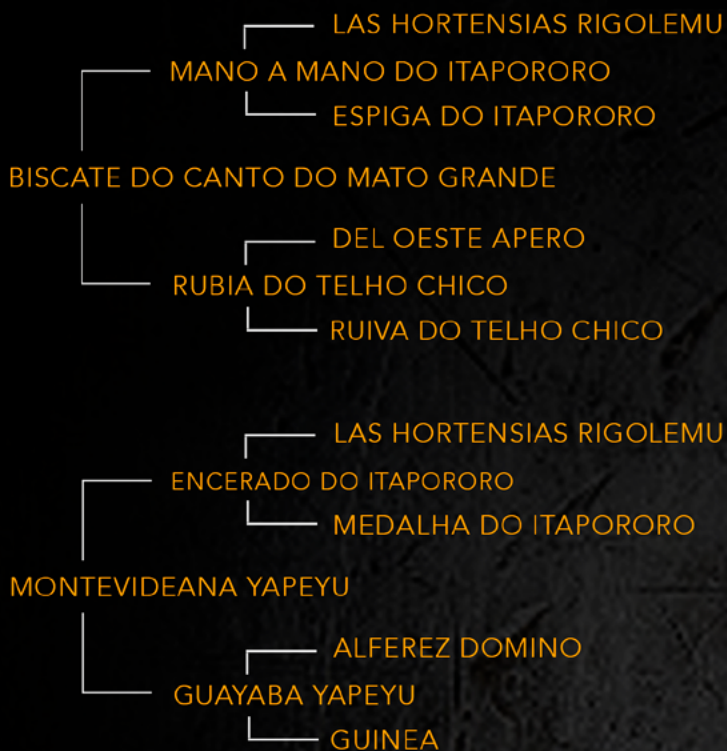 LAS HORTENSIAS RIGOLEMU
MANO A MANO DO ITAPORORO
ESPIGA DO ITAPORORO
BISCATE DO CANTO DO MATO GRANDE
DEL OESTE APERO
RUBIA DO TELHO CHICO
RUIVA DO TELHO CHICO
LAS HORTENSIAS RIGOLEMU
ENCERADO DO ITAPORORO
MEDALHA DO ITAPORORO
MONTEVIDEANA YAPEYU
ALFEREZ DOMINO
GUAYABA YAPEYU
GUINEA